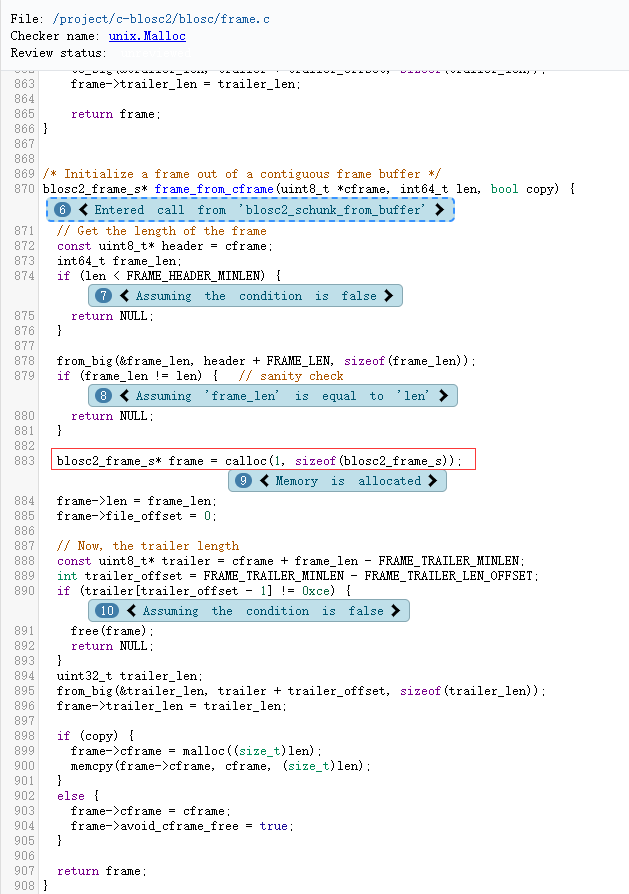 File: /project/c-blosc2/blosc/frame.c
Checker name: unix.Malloc
Review status:
863 frame->trailer_len = trailer_len;
864
865 return frame;
866 }
867
868
869 /* Initialize a frame out of a contiguous frame buffer */
870 blosc2_frame_s* frame_from_cframe(uint8_t *cframe, int64_t len, bool copy) {
6 Entered call from 'blosc2_schunk_from_buffer'
871 // Get the length of the frame
872 const uint8_t* header = cframe;
873 int64_t frame_len;
874 if (len < FRAME_HEADER_MINLEN) {
7 Assuming the condition is false
875 return NULL;
876 }
877
878 from_big(&frame_len, header + FRAME_LEN, sizeof(frame_len));
879 if (frame_len != len) { // sanity check
8 Assuming 'frame_len' is equal to 'len'
880 return NULL;
881 }
882
883 blosc2_frame_s* frame = calloc(1, sizeof(blosc2_frame_s));
9 Memory is allocated
884 frame->len = frame_len;
885 frame->file_offset = 0;
886
887 // Now, the trailer length
888 const uint8_t* trailer = cframe + frame_len - FRAME_TRAILER_MINLEN;
889 int trailer_offset = FRAME_TRAILER_MINLEN - FRAME_TRAILER_LEN_OFFSET;
890 if (trailer[trailer_offset - 1] != 0xce) {
10 Assuming the condition is false
891 free(frame);
892 return NULL;
893 }
894 uint32_t trailer_len;
895 from_big(&trailer_len, trailer + trailer_offset, sizeof(trailer_len));
896 frame->trailer_len = trailer_len;
897
898 if (copy) {
899 frame->cframe = malloc((size_t)len);
900 memcpy(frame->cframe, cframe, (size_t)len);
901 }
902 else {
903 frame->cframe = cframe;
904 frame->avoid_cframe_free = true;
905 }
906
907 return frame;
908 }